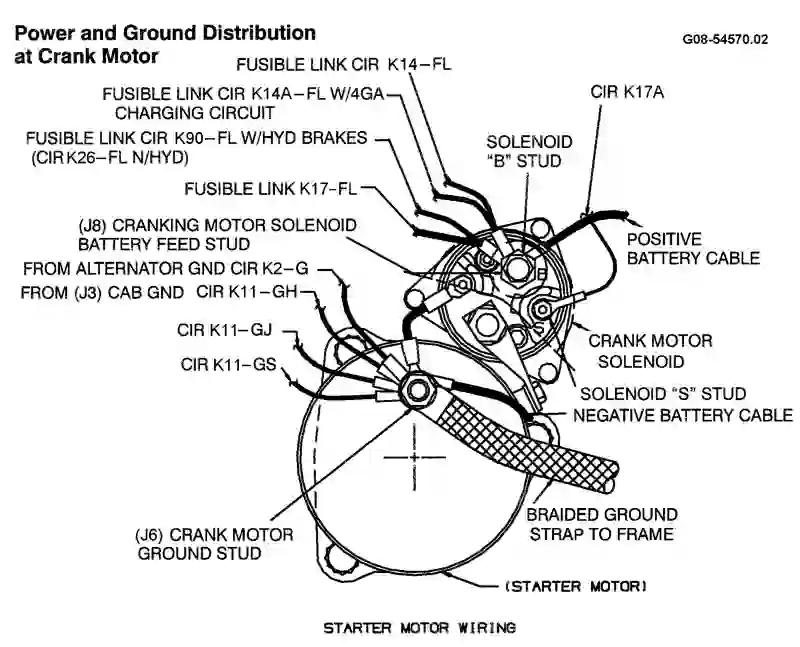 Power and Ground Distribution
at Crank Motor
G08-54570.02
FUSIBLE LINK CIR K14-FL
FUSIBLE LINK CIR K14A-FL W/4GA
CHARGING CIRCUIT
CIR K17A
FUSIBLE LINK CIR K90-FL W/HYD BRAKES
(CIR K26-FL N/HYD)
SOLENOID
"B" STUD
FUSIBLE LINK K17-FL
(J8) CRANKING MOTOR SOLENOID
BATTERY FEED STUD
POSITIVE
BATTERY CABLE
FROM ALTERNATOR GND CIR K2-G
FROM (J3) CAB GND CIR K11-GH
CIR K11-GJ
CIR K11-GS
S
CRANK MOTOR
SOLENOID
SOLENOID "S" STUD
NEGATIVE BATTERY CABLE
BRAIDED GROUND
STRAP TO FRAME
(J6) CRANK MOTOR
GROUND STUD
(STARTER MOTOR)
STARTER MOTOR WIRING